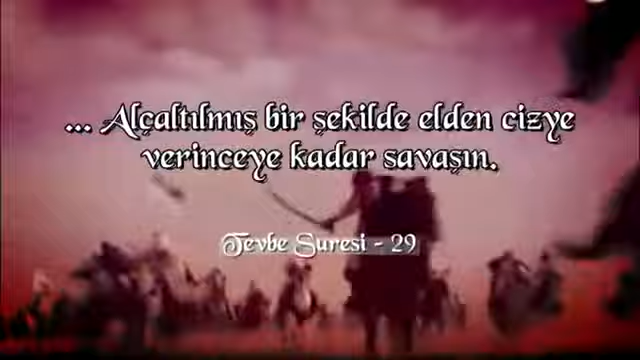 ... Alçaltılmış bir şekilde elden cizye
verinceye kadar savaşın.
Tevbe Suresi - 29